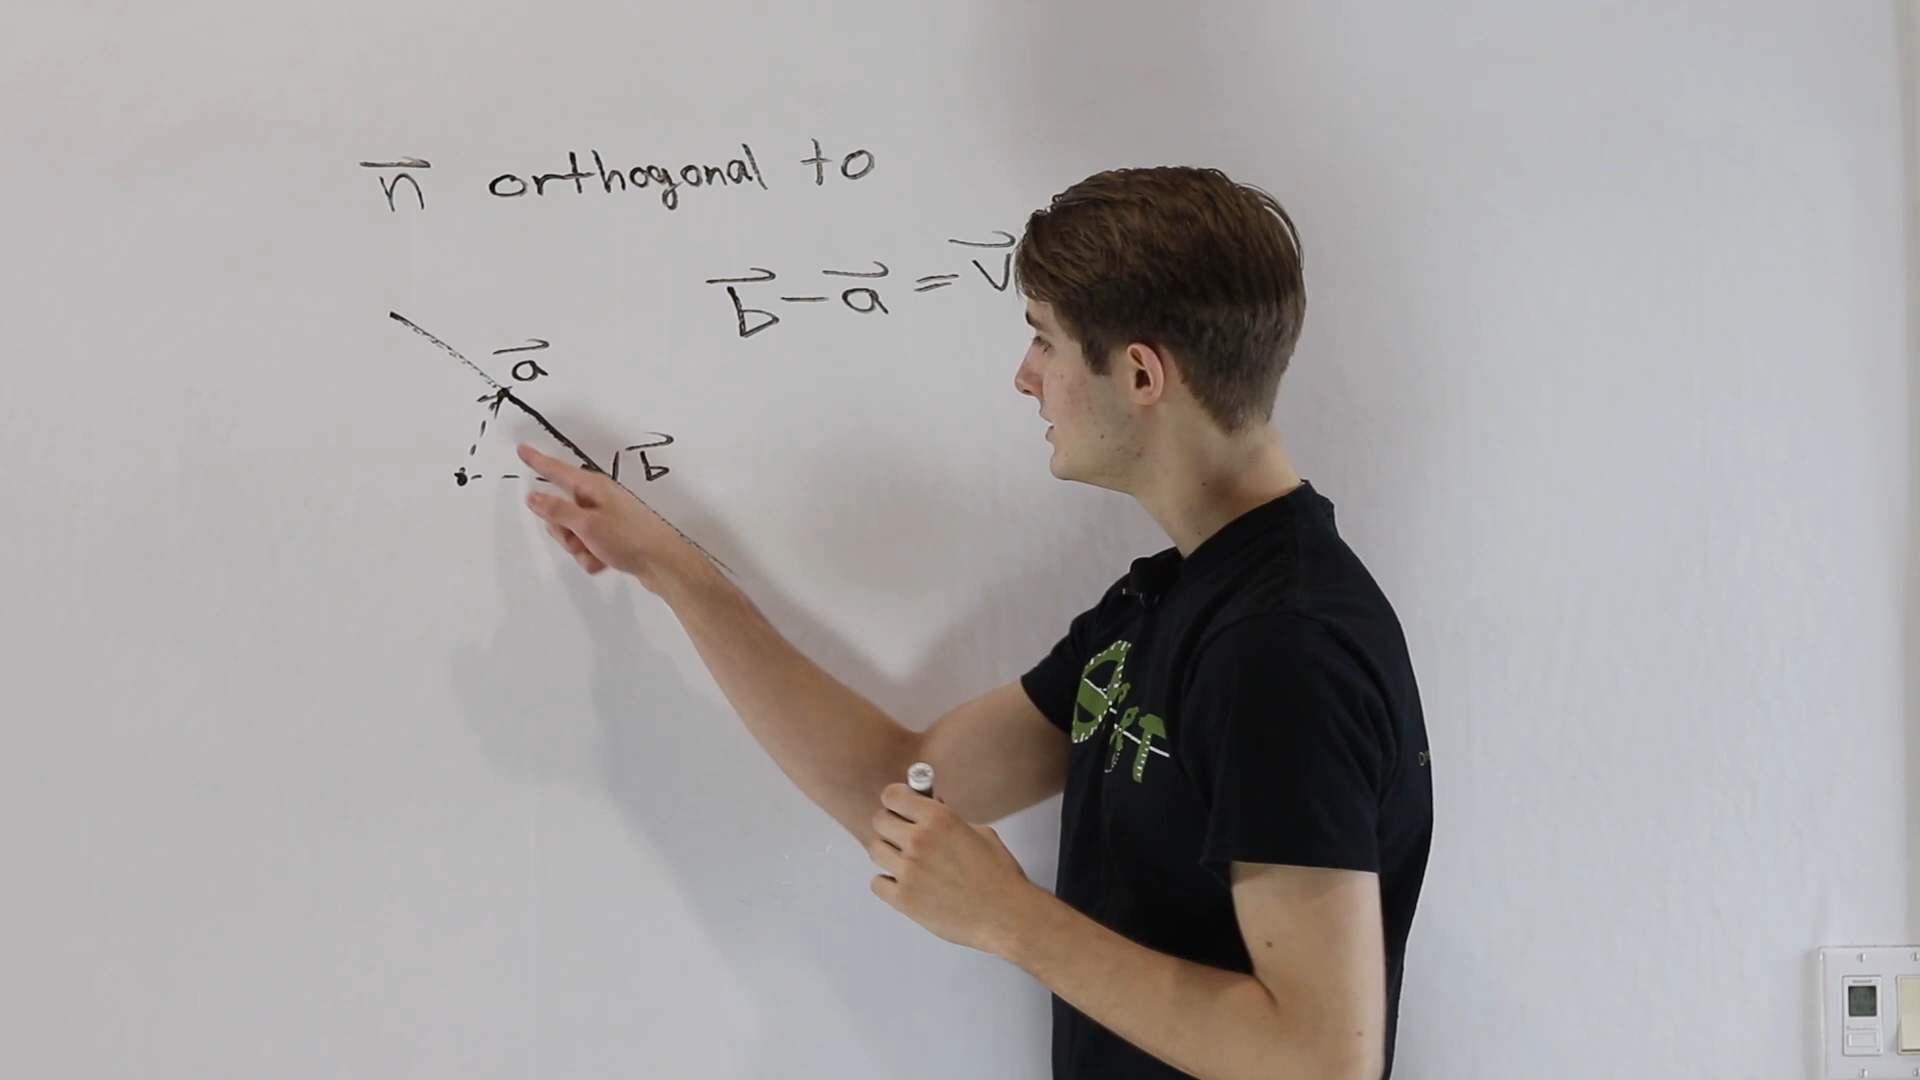 n⃗ orthogonal to
b⃗ - a⃗ = v⃗
a⃗
b⃗